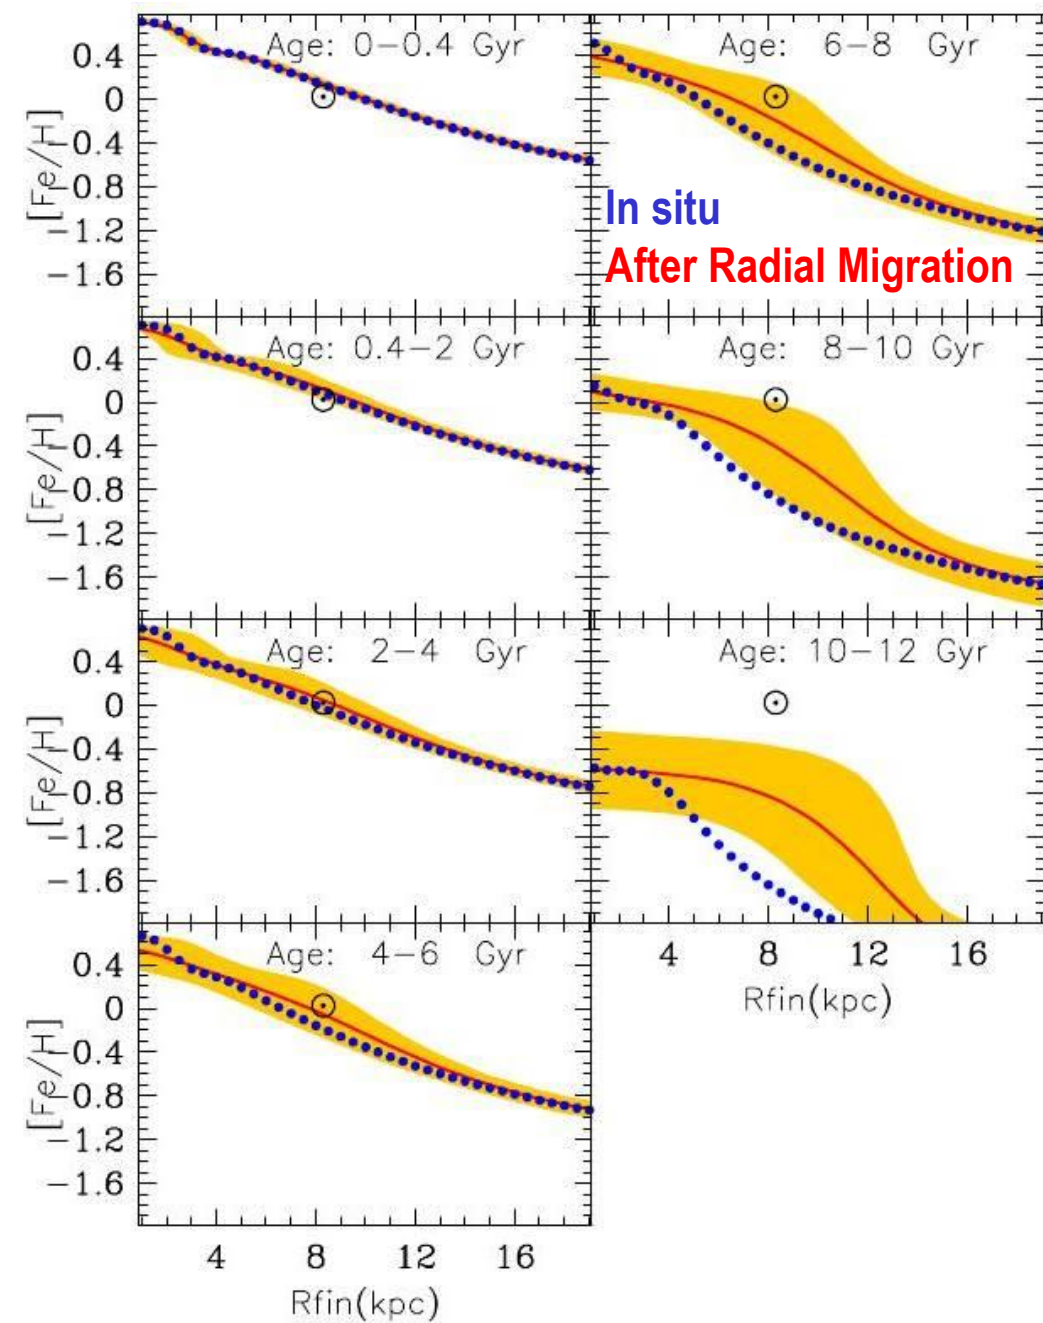 Age: 0-0.4 Gyr
0.4
0
-0.4
-0.8
-1.2
-1.6
[Fe/H]
Age: 0.4-2 Gyr
0.4
0
-0.4
-0.8
-1.2
-1.6
[Fe/H]
Age: 2-4 Gyr
0.4
0
-0.4
-0.8
-1.2
-1.6
[Fe/H]
Age: 4-6 Gyr
0.4
0
-0.4
-0.8
-1.2
-1.6
[Fe/H]
4 8 12 16
Rfin(kpc)
Age: 6-8 Gyr
In situ
After Radial Migration
Age: 8-10 Gyr
Age: 10-12 Gyr
4 8 12 16
Rfin(kpc)